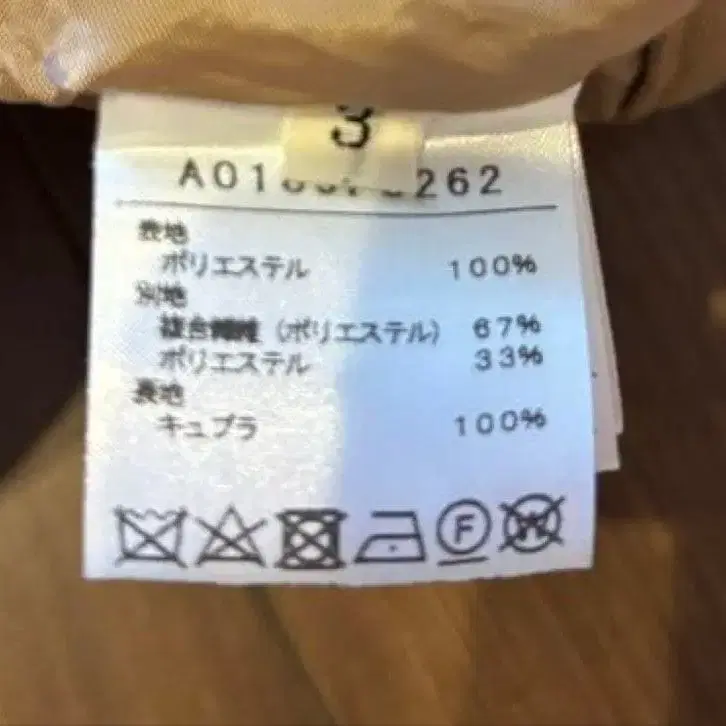 3
表地
ポリエステル 100%
別地
複合繊維(ポリエステル) 67%
ポリエステル 33%
裏地
キュプラ 100%
F
W